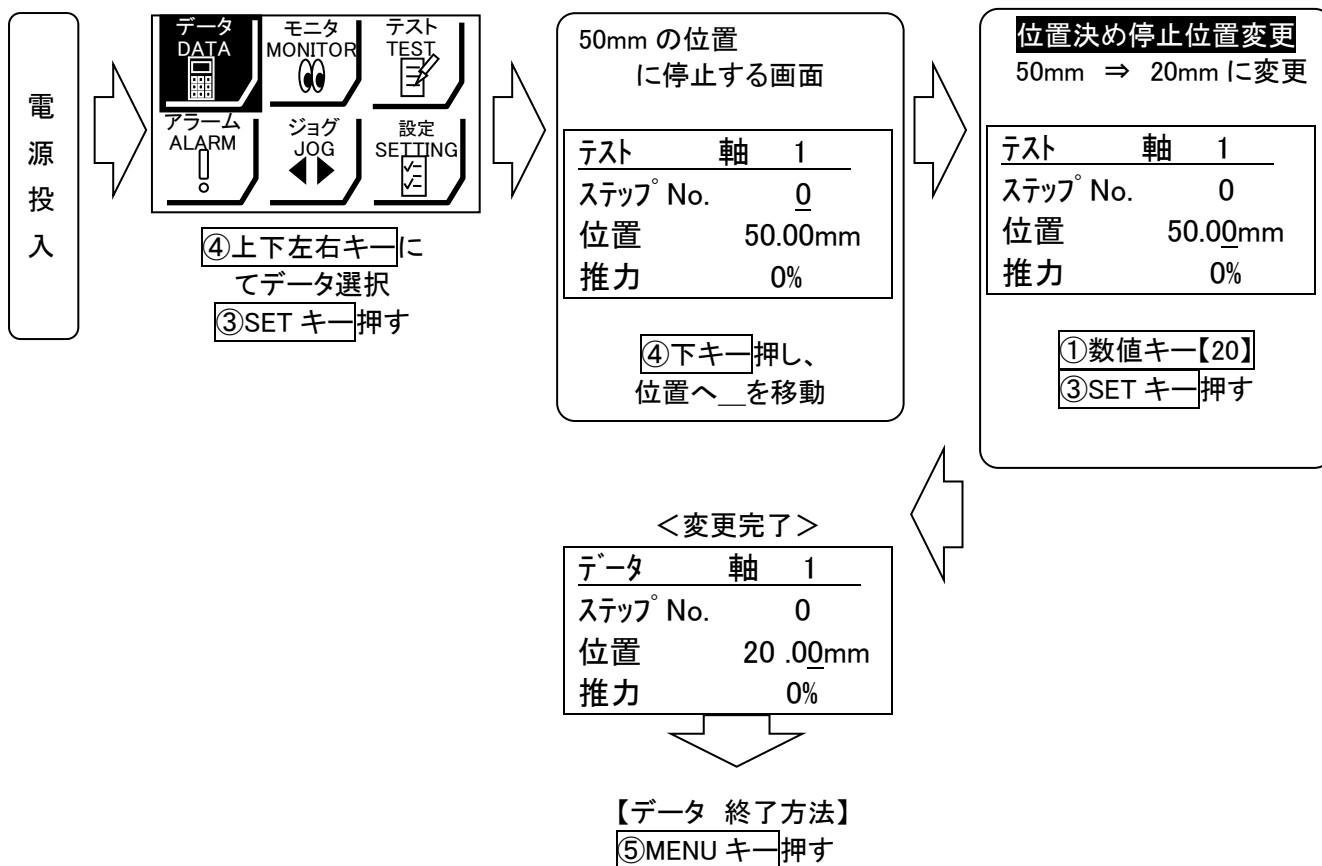 電源投入
データ
DATA
モニタ
MONITOR
テスト
TEST
アラーム
ALARM
ジョグ
JOG
設定
SETTING
④上下左右キーに
てデータ選択
③SET キー押す
50mm の位置
に停止する画面
テスト 軸 1
ステップ No. 0
位置 50.00mm
推力 0%
④下キー押し、
位置へ__を移動
位置決め停止位置変更
50mm ⇒ 20mm に変更
テスト 軸 1
ステップ No. 0
位置 50.00mm
推力 0%
①数値キー【20】
③SET キー押す
＜変更完了＞
データ 軸 1
ステップ No. 0
位置 20 .00mm
推力 0%
【データ 終了方法】
⑤MENU キー押す